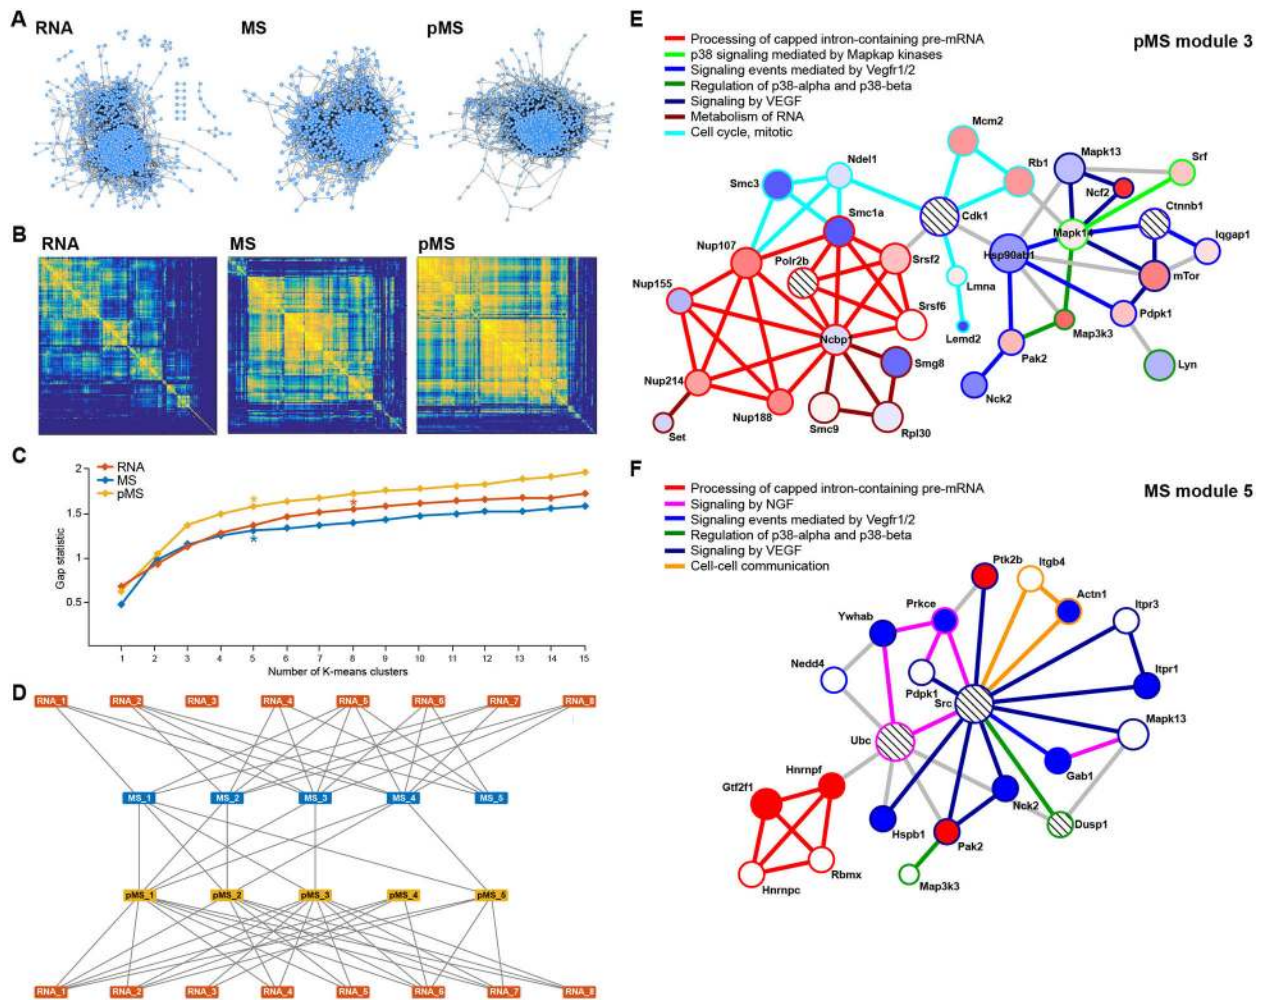 A
RNA
MS
pMS
B
RNA
MS
pMS
C
RNA
MS
pMS
Gap statistic
2
1.5
1
0.5
*
*
*
1 2 3 4 5 6 7 8 9 10 11 12 13 14 15
Number of K-means clusters
D
RNA_1 RNA_2 RNA_3 RNA_4 RNA_5 RNA_6 RNA_7 RNA_8
MS_1 MS_2 MS_3 MS_4 MS_5
pMS_1 pMS_2 pMS_3 pMS_4 pMS_5
RNA_1 RNA_2 RNA_3 RNA_4 RNA_5 RNA_6 RNA_7 RNA_8
E
pMS module 3
Processing of capped intron-containing pre-mRNA
p38 signaling mediated by Mapkap kinases
Signaling events mediated by Vegfr1/2
Regulation of p38-alpha and p38-beta
Signaling by VEGF
Metabolism of RNA
Cell cycle, mitotic
Mcm2
Ndel1
Rb1
Mapk13
Srf
Smc3
Ncf2
Smc1a
Cdk1
Ctnnb1
Mapk14
Iqgap1
Nup107
Polr2b
Srsf2
Hsp90ab1
mTor
Nup155
Lmna
Srsf6
Pdpk1
Ncbp1
Lemd2
Map3k3
Smg8
Pak2
Lyn
Nup214
Nck2
Nup188
Set
Smc9
Rpl30
F
MS module 5
Processing of capped intron-containing pre-mRNA
Signaling by NGF
Signaling events mediated by Vegfr1/2
Regulation of p38-alpha and p38-beta
Signaling by VEGF
Cell-cell communication
Ptk2b
Itgb4
Actn1
Prkce
Itpr3
Ywhab
Nedd4
Itpr1
Pdpk1
Src
Mapk13
Ubc
Hnrnpf
Gab1
Gtf2f1
Nck2
Dusp1
Hspb1
Pak2
Rbmx
Hnrnpc
Map3k3